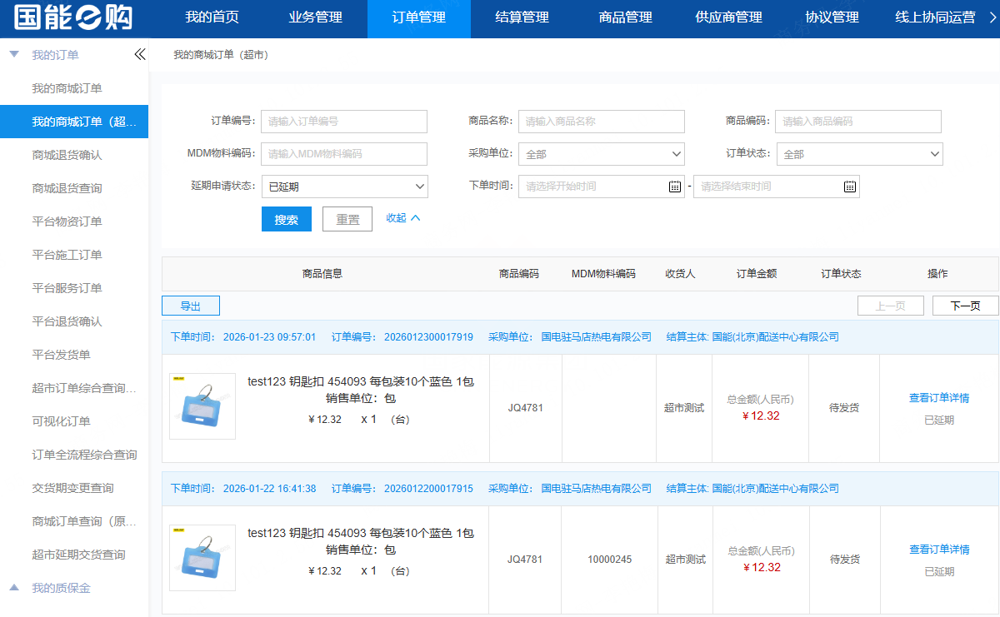 国能e购
我的首页 业务管理 订单管理 结算管理 商品管理 供应商管理 协议管理 线上协同运营
我的订单
我的商城订单（超市）
我的商城订单
我的商城订单（超...
商城退货确认
商城退货查询
平台物资订单
平台施工订单
平台服务订单
平台退货确认
平台发货单
超市订单综合查询...
可视化订单
订单全流程综合查询
交货期变更查询
商城订单查询（原...
超市延期交货查询
我的质保金
订单编号: 请输入订单编号 商品名称: 请输入商品名称 商品编码: 请输入商品编码
MDM物料编码: 请输入MDM物料编码 采购单位: 全部 订单状态: 全部
延期申请状态: 已延期 下单时间: 请选择开始时间 - 请选择结束时间
搜索 重置 收起
商品信息 商品编码 MDM物料编码 收货人 订单金额 订单状态 操作
导出 上一页 下一页
下单时间: 2026-01-23 09:57:01 订单编号: 2026012300017919 采购单位: 国电驻马店热电有限公司 结算主体: 国能(北京)配送中心有限公司
test123 钥匙扣 454093 每包装10个蓝色 1包
销售单位：包
￥12.32 x 1 （台）
JQ4781 超市测试 总金额(人民币) ￥12.32 待发货 查看订单详情 已延期
下单时间: 2026-01-22 16:41:38 订单编号: 2026012200017915 采购单位: 国电驻马店热电有限公司 结算主体: 国能(北京)配送中心有限公司
test123 钥匙扣 454093 每包装10个蓝色 1包
销售单位：包
￥12.32 x 1 （台）
JQ4781 10000245 超市测试 总金额(人民币) ￥12.32 待发货 查看订单详情 已延期